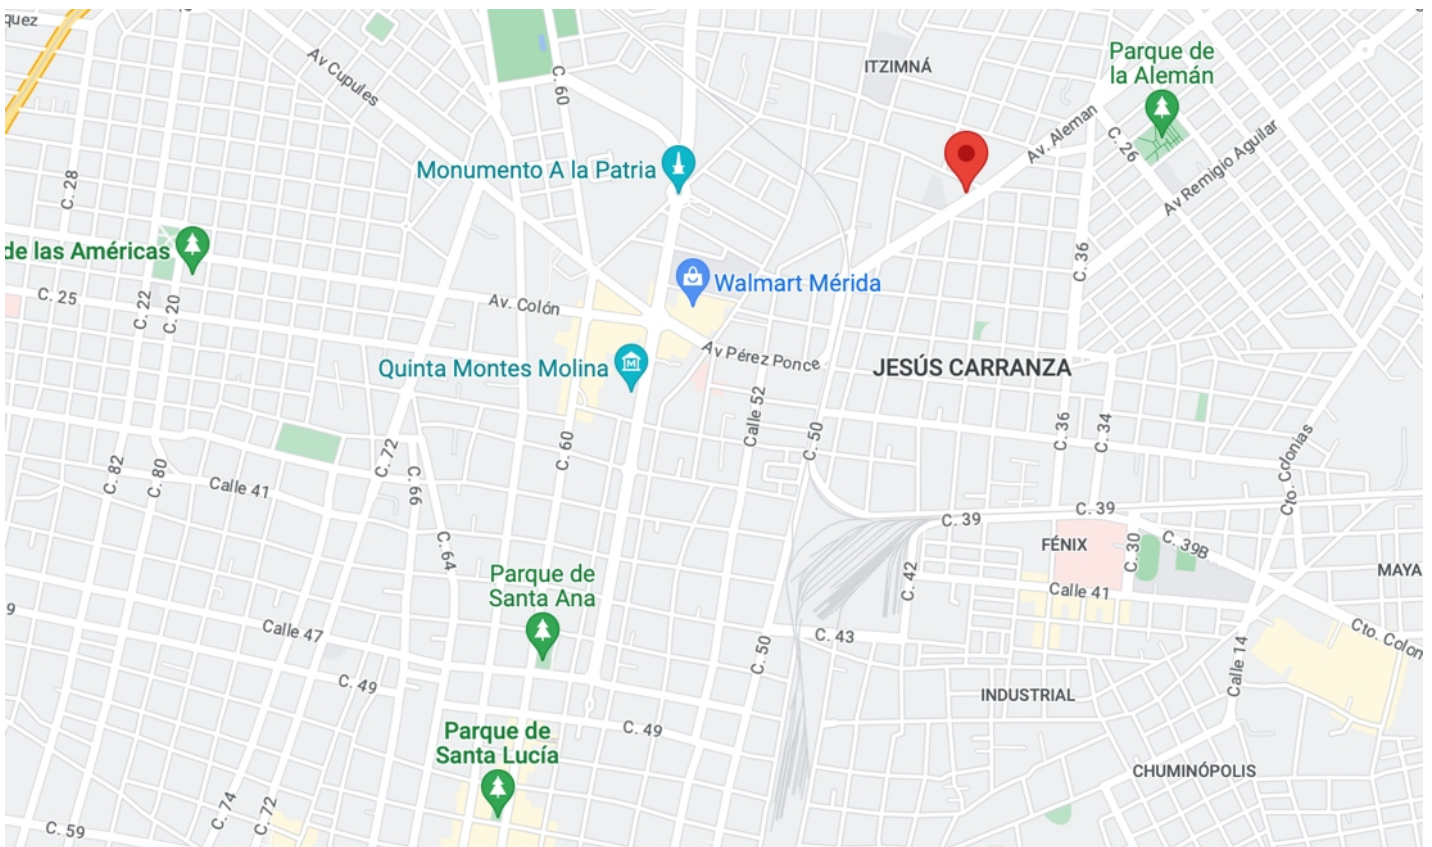 quez
Av Cupules
C. 60
ITZIMNÁ
Parque de
la Alemán
Av. Aleman
C. 26
Av Remigio Aguilar
Monumento A la Patria
C. 28
de las Américas
C. 36
Walmart Mérida
C. 25
C. 22
C. 20
Av. Colón
Av Pérez Ponce
Quinta Montes Molina
JESÚS CARRANZA
Calle 52
C. 50
C. 36
C. 34
C. 72
C. 60
Cto. Colonias
C. 82
C. 80
Calle 41
C. 66
C. 39
C. 39
C. 64
FÉNIX
C. 30
C. 39B
MAYA
Parque de
Santa Ana
C. 42
Calle 41
9
Calle 47
C. 43
Cto. Colon
C. 50
Calle 14
C. 49
INDUSTRIAL
C. 49
Parque de
Santa Lucía
CHUMINÓPOLIS
C. 74
C. 72
C. 59